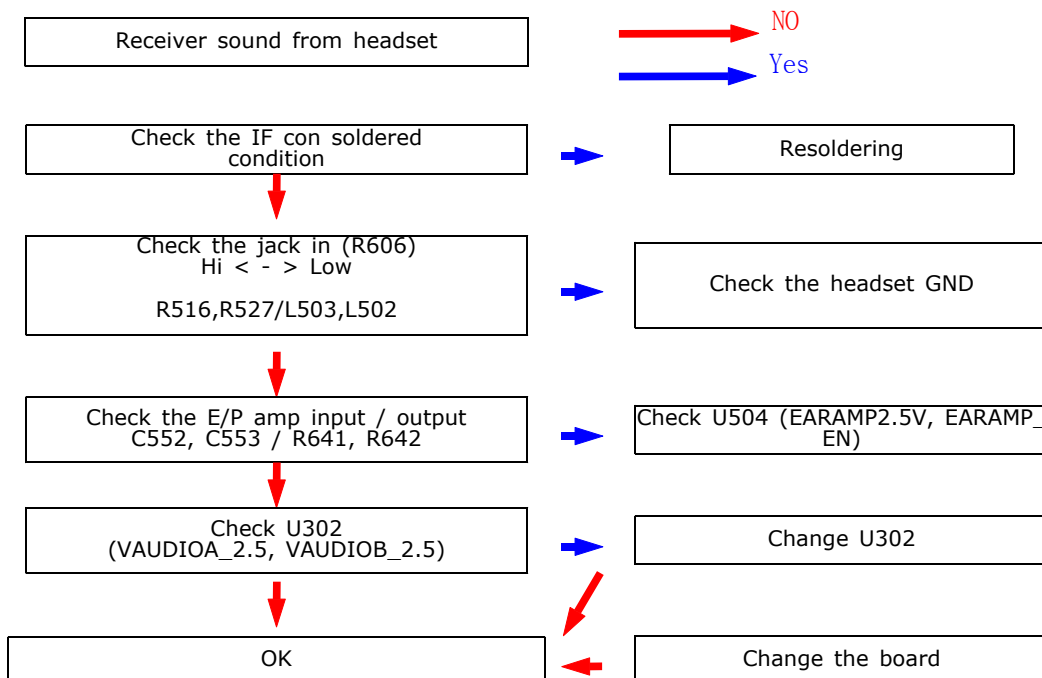 Receiver sound from headset
NO
Yes
Check the IF con soldered
condition
Resoldering
Check the jack in (R606)
Hi < - > Low
R516,R527/L503,L502
Check the headset GND
Check the E/P amp input / output
C552, C553 / R641, R642
Check U504 (EARAMP2.5V, EARAMP_
EN)
Check U302
(VAUDIOA_2.5, VAUDIOB_2.5)
Change U302
OK
Change the board